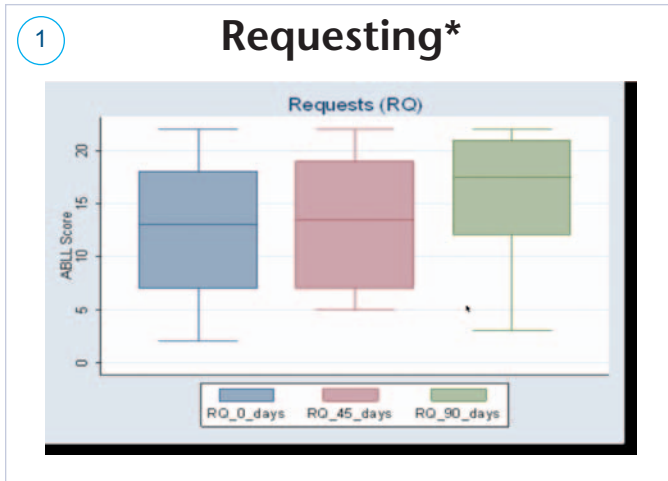 1
Requesting*
Requests (RQ)
20
15
10
5
0
ABLL Score
RQ_0_days RQ_45_days RQ_90_days